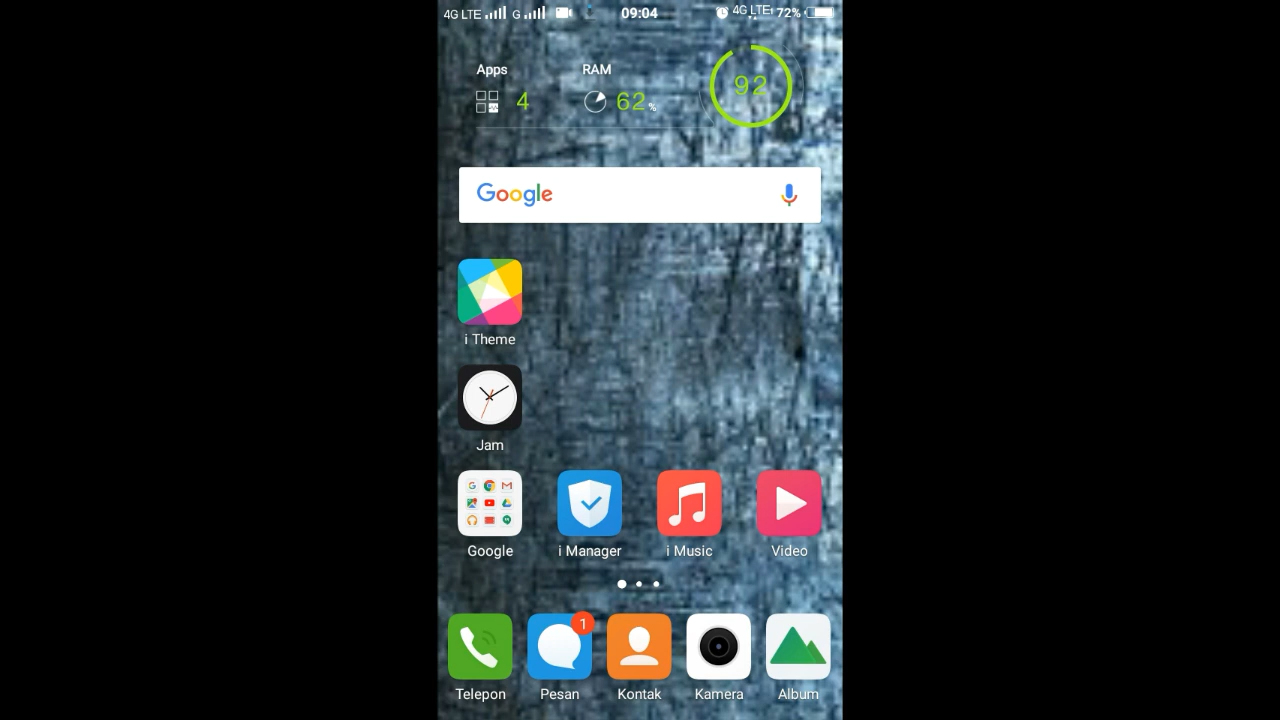 4G LTE G 09:04 4G LTE 72%
Apps RAM
4 62% 92
Google
i Theme
Jam
Google i Manager i Music Video
1
Telepon Pesan Kontak Kamera Album